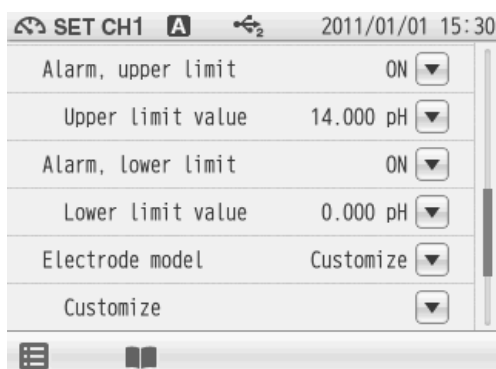 SET CH1 A 2 2011/01/01 15:30
Alarm, upper limit ON
Upper limit value 14.000 pH
Alarm, lower limit ON
Lower limit value 0.000 pH
Electrode model Customize
Customize